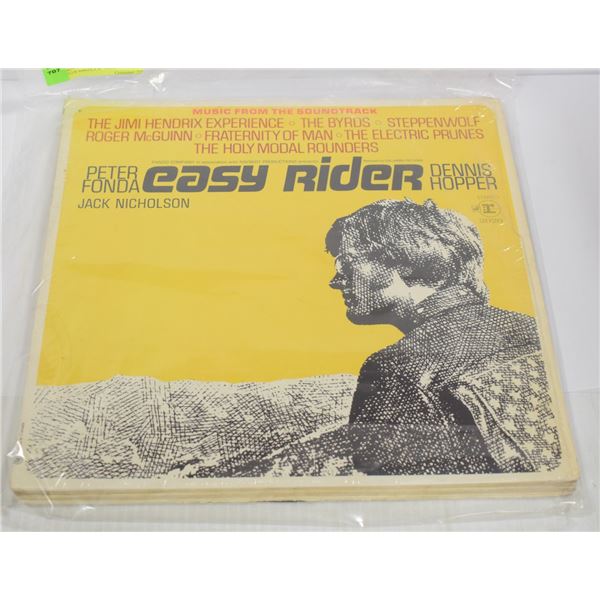 707
MUSIC FROM THE SOUNDTRACK
THE JIMI HENDRIX EXPERIENCE ○ THE BYRDS ○ STEPPENWOLF
ROGER McGUINN ○ FRATERNITY OF MAN ○ THE ELECTRIC PRUNES
THE HOLY MODAL ROUNDERS
PETER FONDA
easy Rider
DENNIS HOPPER
JACK NICHOLSON